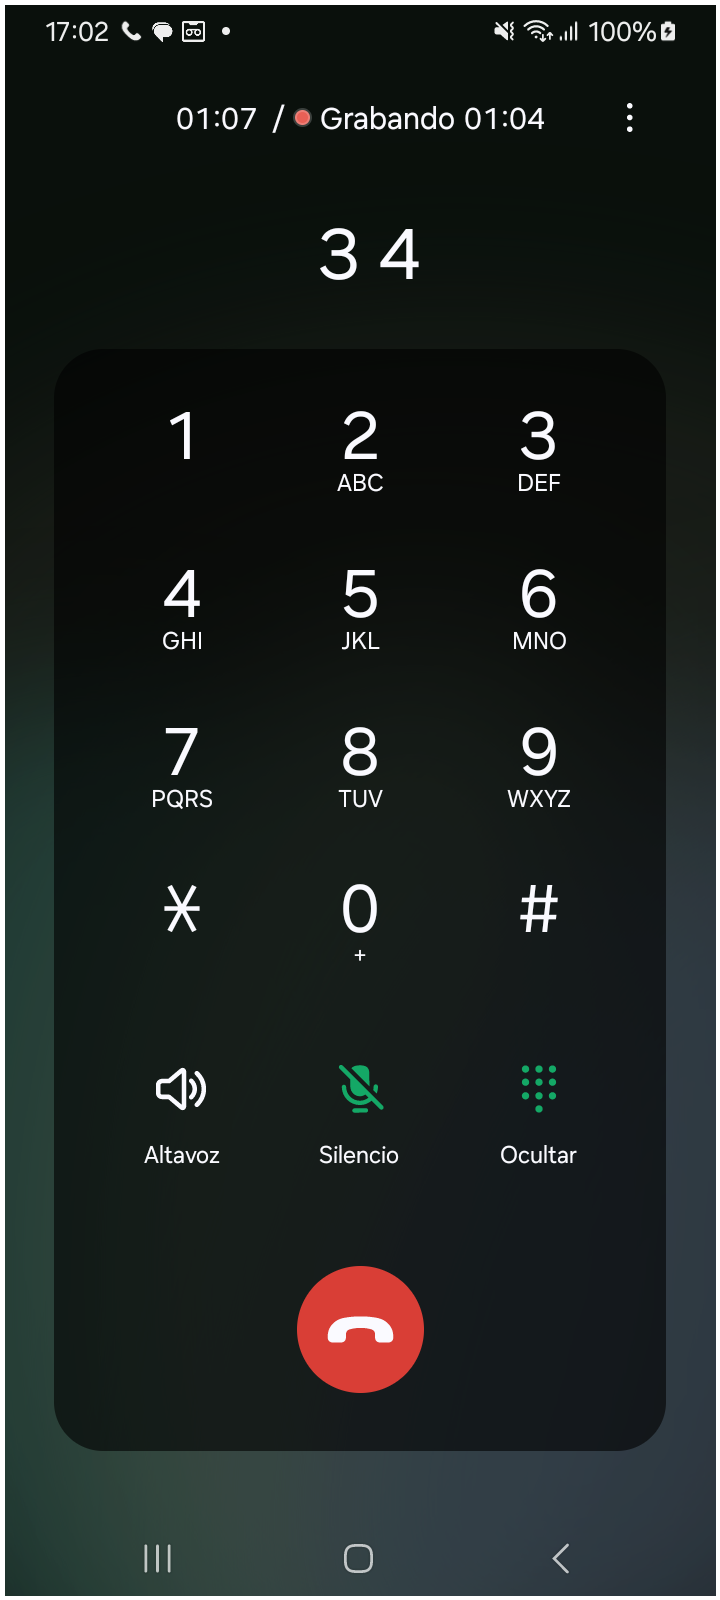 17:02 100%
01:07 / Grabando 01:04
3 4
1 2 3
ABC DEF
4 5 6
GHI JKL MNO
7 8 9
PQRS TUV WXYZ
* 0 #
+
Altavoz Silencio Ocultar